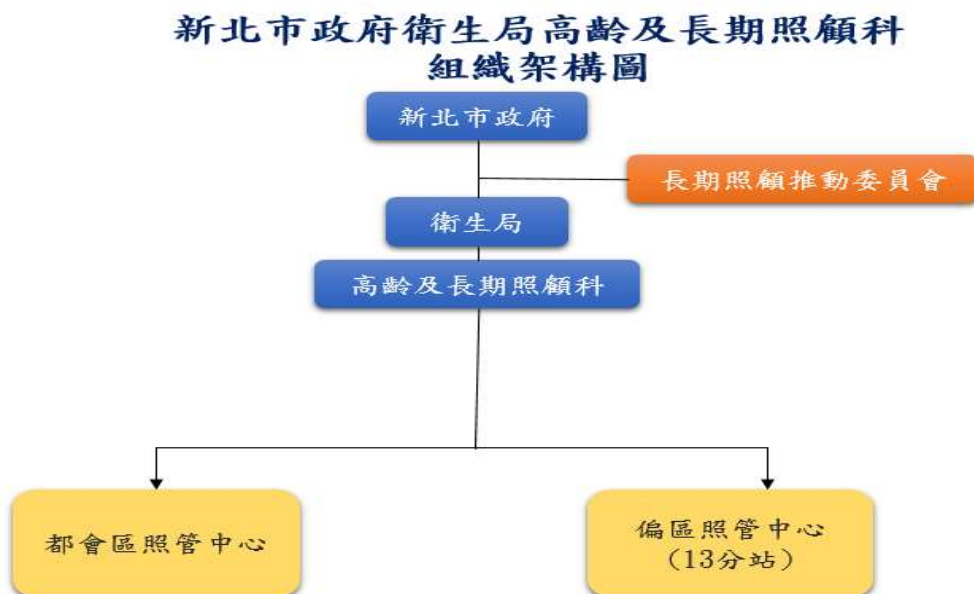 新北市政府衛生局高齡及長期照顧科
組織架構圖
新北市政府
長期照顧推動委員會
衛生局
高齡及長期照顧科
都會區照管中心
偏區照管中心
(13分站)